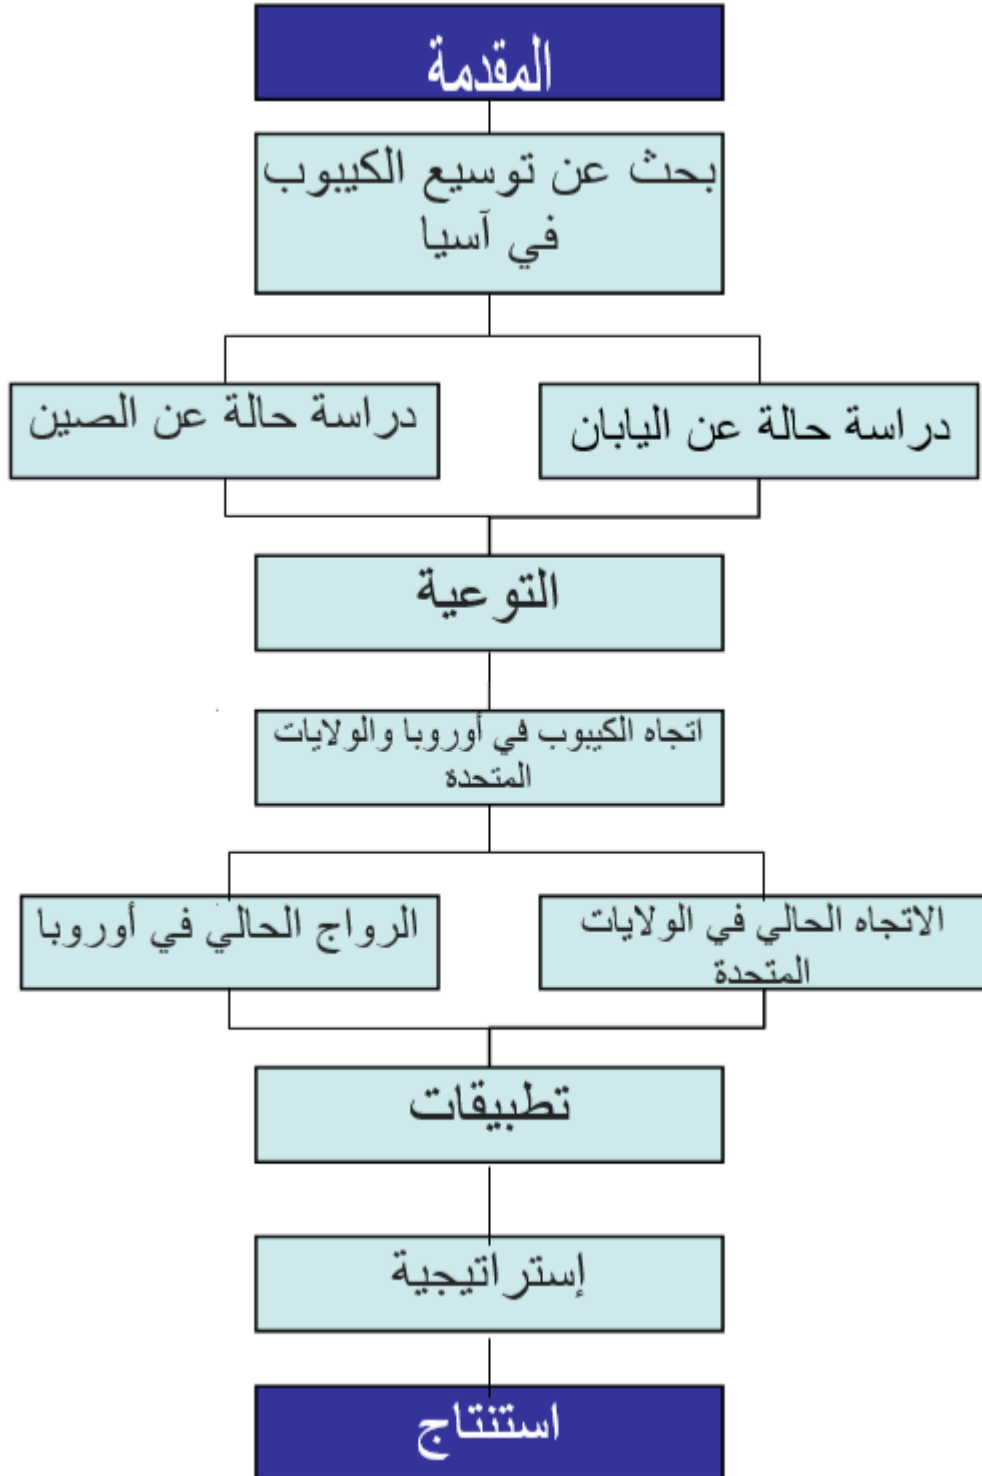 المقدمة
بحث عن توسيع الكيبوب
في آسيا
دراسة حالة عن اليابان
دراسة حالة عن الصين
التوعية
اتجاه الكيبوب في أوروبا والولايات
المتحدة
الاتجاه الحالي في الولايات
المتحدة
الرواج الحالي في أوروبا
تطبيقات
إستراتيجية
استنتاج